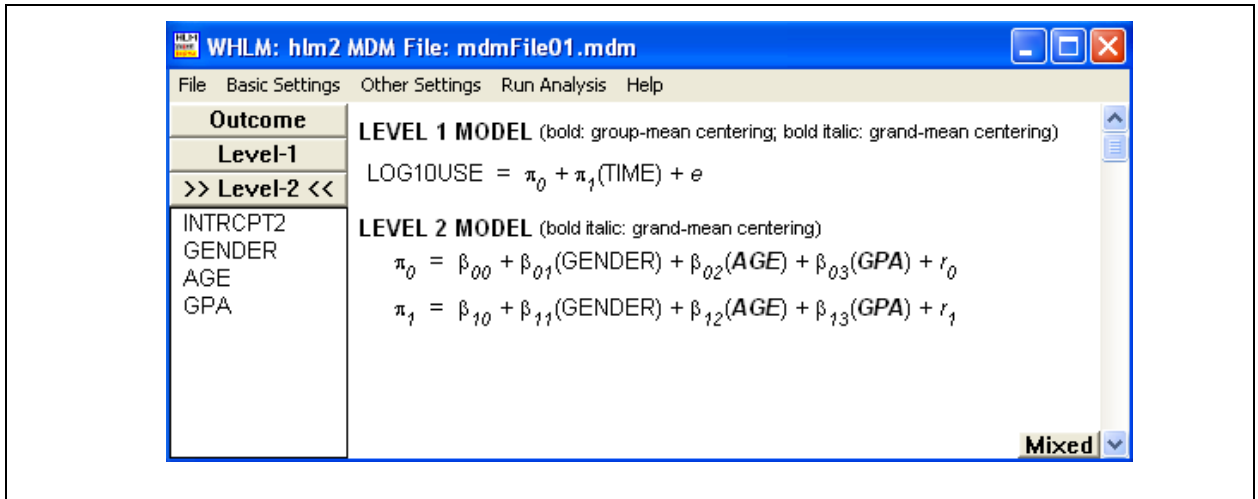 WHLM: hlm2 MDM File: mdmFile01.mdm
File Basic Settings Other Settings Run Analysis Help
Outcome
Level-1
>> Level-2 <<
INTRCPT2
GENDER
AGE
GPA
LEVEL 1 MODEL (bold: group-mean centering; bold italic: grand-mean centering)
LOG10USE = π₀ + π₁(TIME) + e
LEVEL 2 MODEL (bold italic: grand-mean centering)
π₀ = β₀₀ + β₀₁(GENDER) + β₀₂(AGE) + β₀₃(GPA) + r₀
π₁ = β₁₀ + β₁₁(GENDER) + β₁₂(AGE) + β₁₃(GPA) + r₁
Mixed